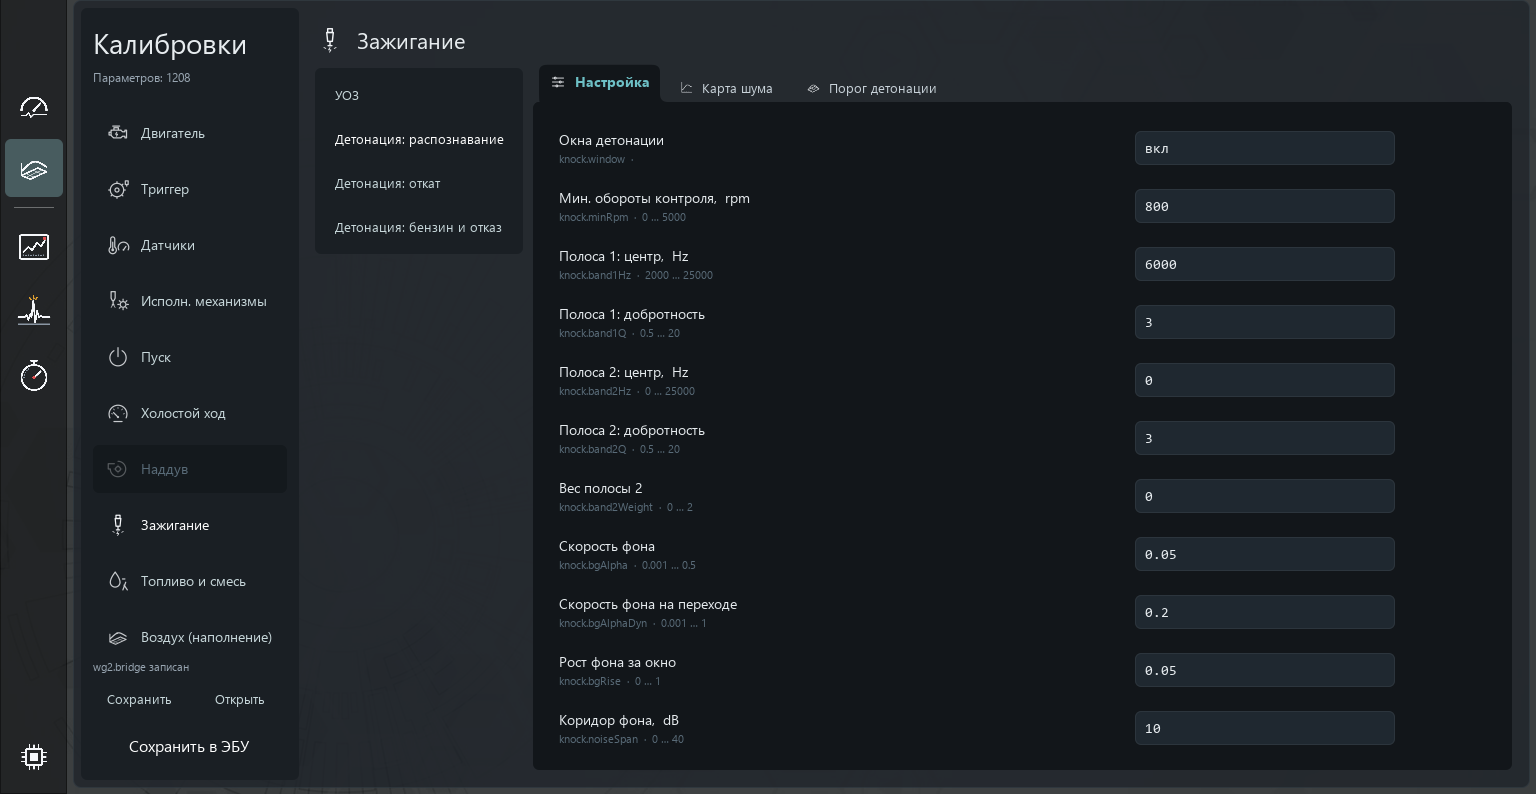 Калибровки
Параметров: 1208
Двигатель
Триггер
Датчики
Исполн. механизмы
Пуск
Холостой ход
Наддув
Зажигание
Топливо и смесь
Воздух (наполнение)
wg2.bridge записан
Сохранить
Открыть
Сохранить в ЭБУ
Зажигание
УОЗ
Детонация: распознавание
Детонация: откат
Детонация: бензин и отказ
Настройка
Карта шума
Порог детонации
Окна детонации
knock.window ·
вкл
Мин. обороты контроля, rpm
knock.minRpm · 0 ... 5000
800
Полоса 1: центр, Hz
knock.band1Hz · 2000 ... 25000
6000
Полоса 1: добротность
knock.band1Q · 0.5 ... 20
3
Полоса 2: центр, Hz
knock.band2Hz · 0 ... 25000
0
Полоса 2: добротность
knock.band2Q · 0.5 ... 20
3
Вес полосы 2
knock.band2Weight · 0 ... 2
0
Скорость фона
knock.bgAlpha · 0.001 ... 0.5
0.05
Скорость фона на переходе
knock.bgAlphaDyn · 0.001 ... 1
0.2
Рост фона за окно
knock.bgRise · 0 ... 1
0.05
Коридор фона, dB
knock.noiseSpan · 0 ... 40
10